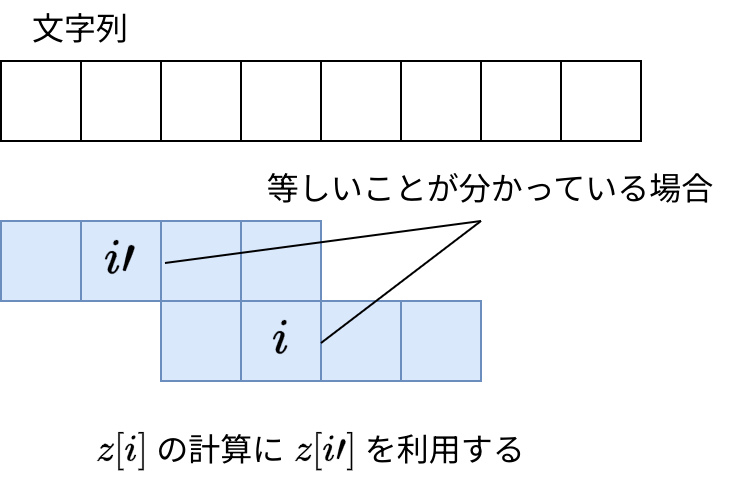 文字列
等しいことが分かっている場合
i′
i
z[i] の計算に z[i′] を利用する